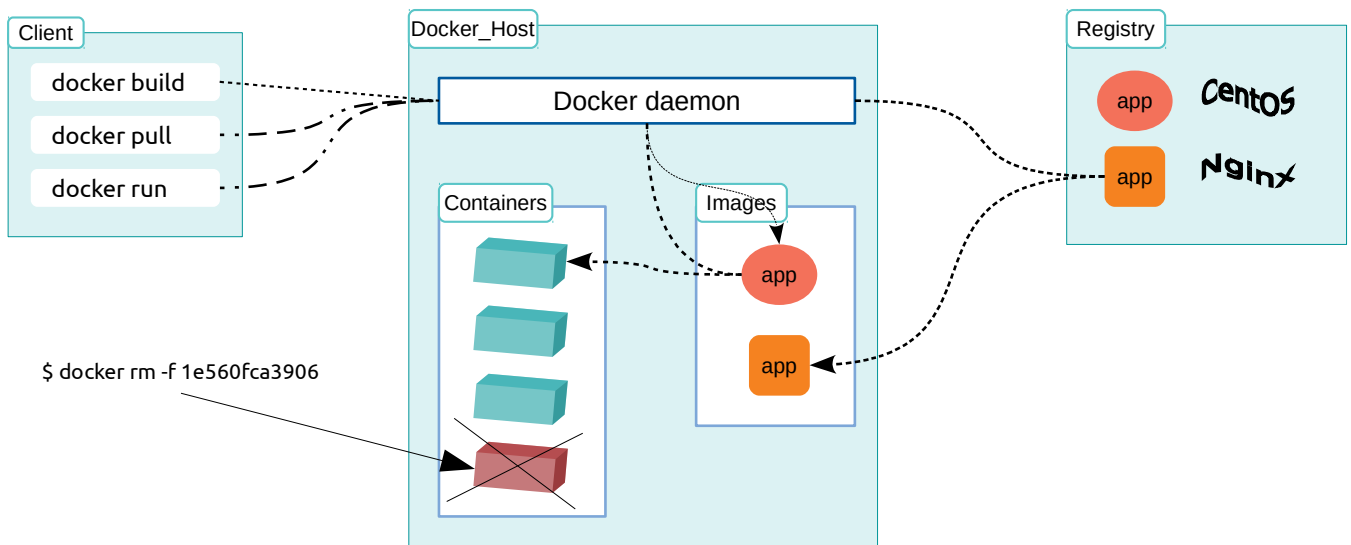 Client
docker build
docker pull
docker run
Docker_Host
Docker daemon
Containers
Images
app
app
Registry
app
CentOS
app
Nginx
$ docker rm -f 1e560fca3906